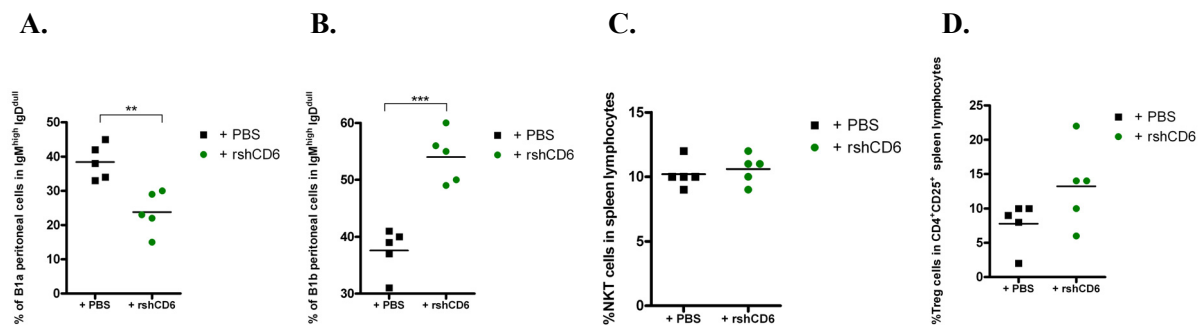 A.
% of B1a peritoneal cells in IgM^high IgD^dull
50
40
30
20
10
0
**
+ PBS
+ rshCD6
+ PBS
+ rshCD6
B.
% of B1b peritoneal cells in IgM^high IgD^dull
60
50
40
30
***
+ PBS
+ rshCD6
+ PBS
+ rshCD6
C.
%NKT cells in spleen lymphocytes
15
10
5
0
+ PBS
+ rshCD6
+ PBS
+ rshCD6
D.
%Treg cells in CD4⁺CD25⁺ spleen lymphocytes
25
20
15
10
5
0
+ PBS
+ rshCD6
+ PBS
+ rshCD6